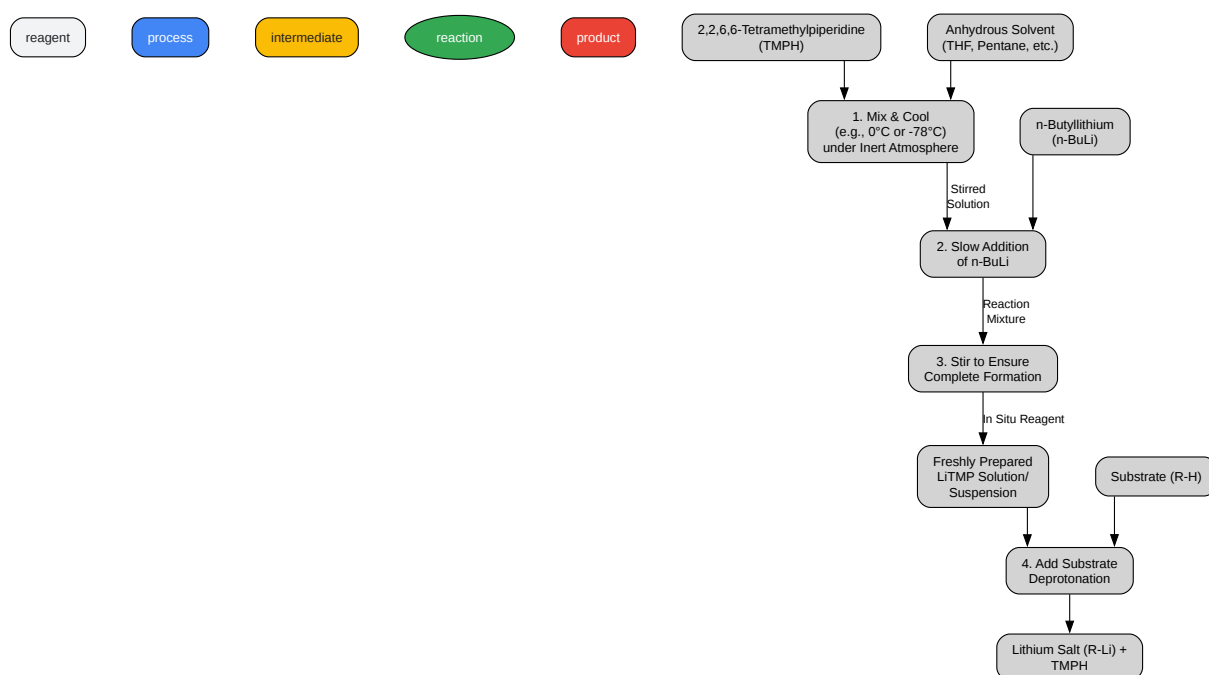 reagent
process
intermediate
reaction
product
2,2,6,6-Tetramethylpiperidine
(TMPH)
Anhydrous Solvent
(THF, Pentane, etc.)
1. Mix & Cool
(e.g., 0°C or -78°C)
under Inert Atmosphere
n-Butyllithium
(n-BuLi)
Stirred
Solution
2. Slow Addition
of n-BuLi
Reaction
Mixture
3. Stir to Ensure
Complete Formation
In Situ Reagent
Freshly Prepared
LiTMP Solution/
Suspension
Substrate (R-H)
4. Add Substrate
Deprotonation
Lithium Salt (R-Li) +
TMPH